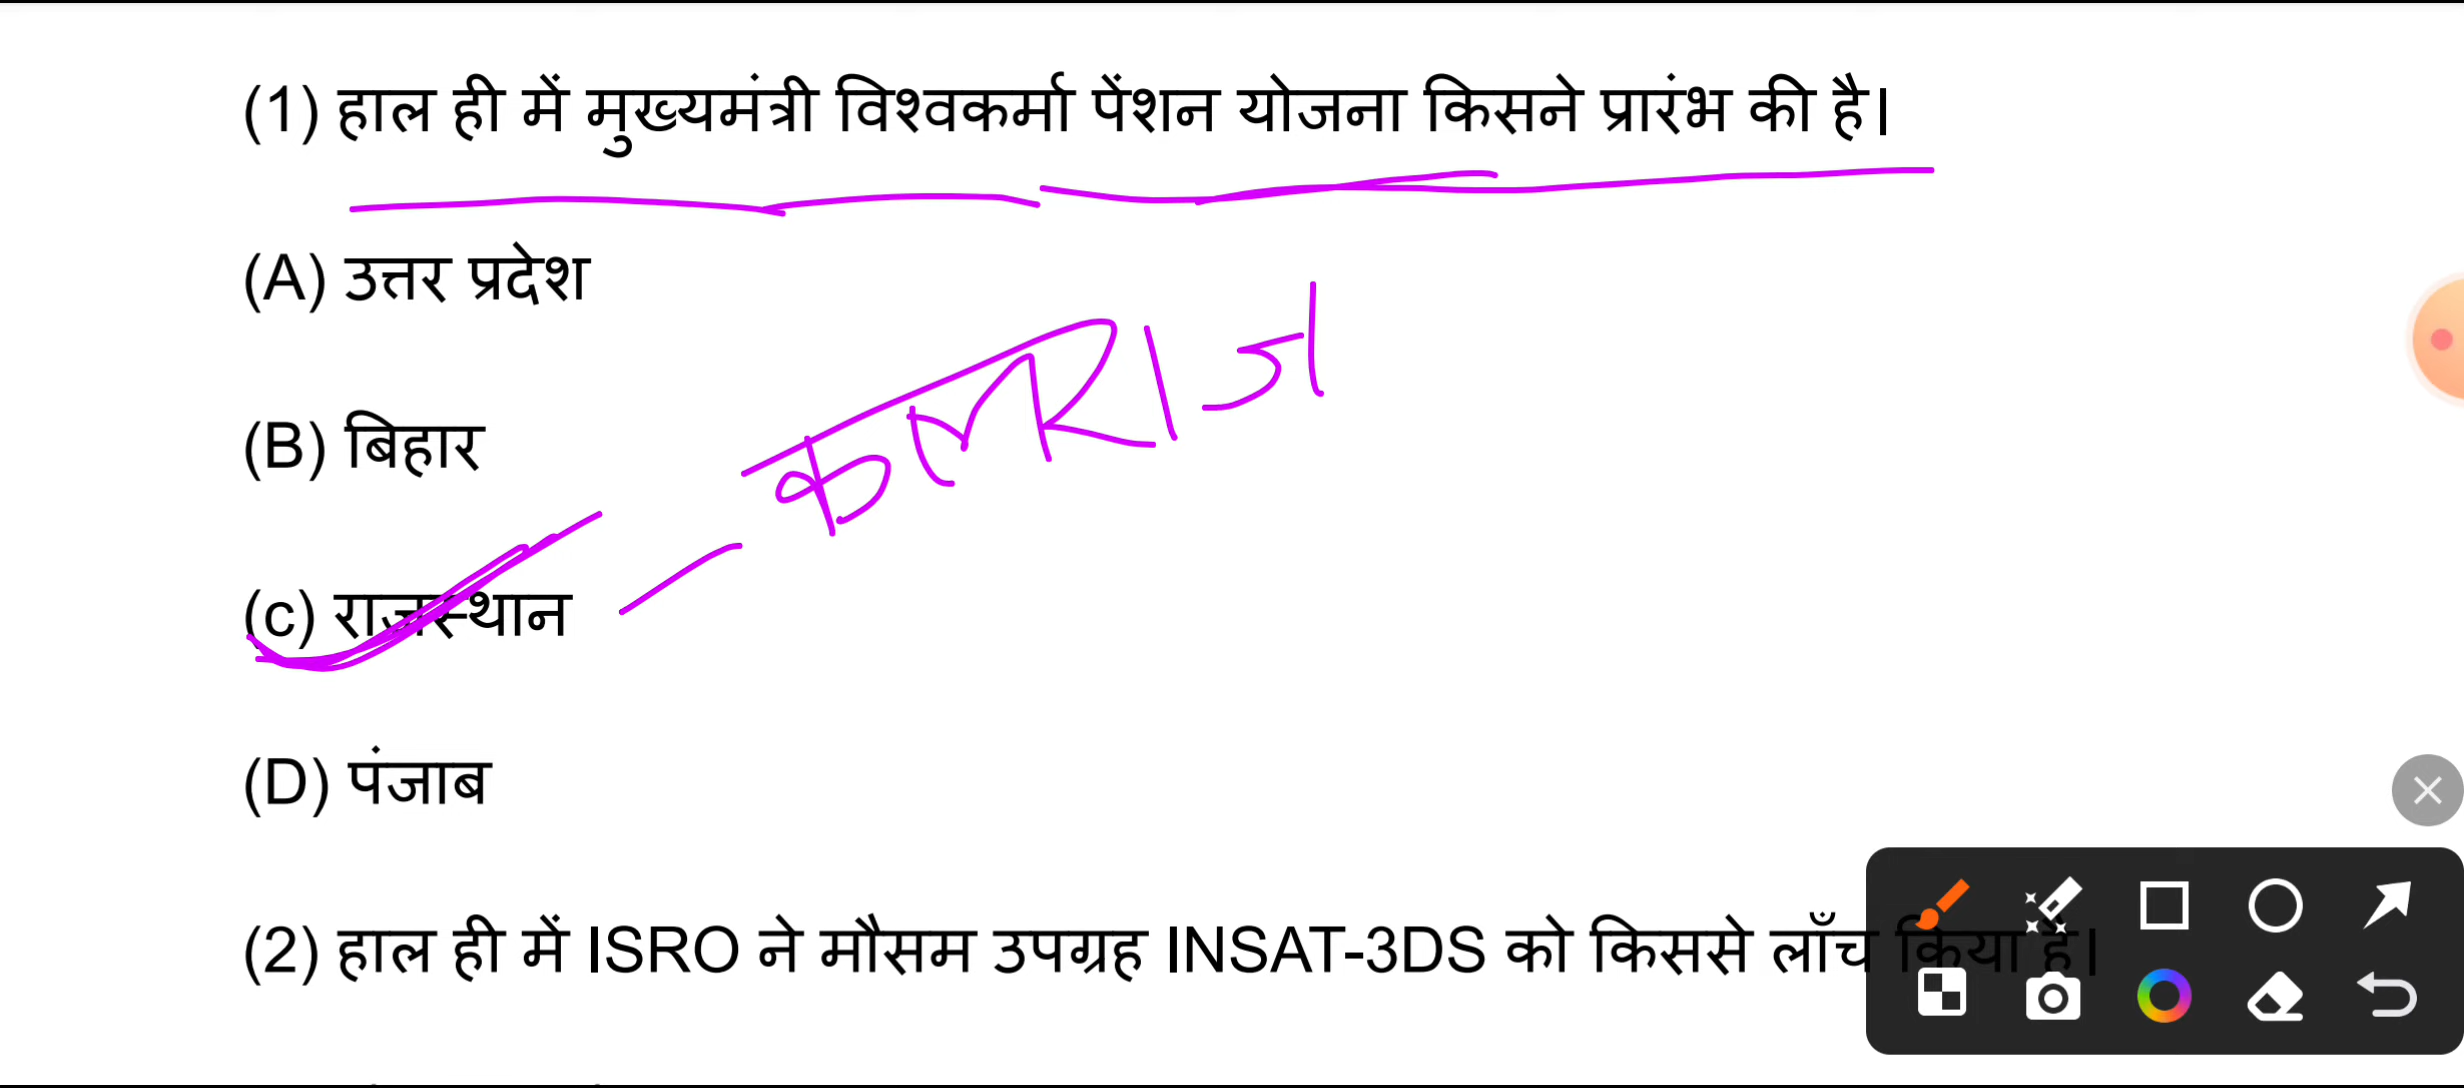 (1) हाल ही में मुख्यमंत्री विश्वकर्मा पेंशन योजना किसने प्रारंभ की है।
(A) उत्तर प्रदेश
(B) बिहार
(c) राजस्थान
(D) पंजाब
(2) हाल ही में ISRO ने मौसम उपग्रह INSAT-3DS को किससे लॉंच किया है।